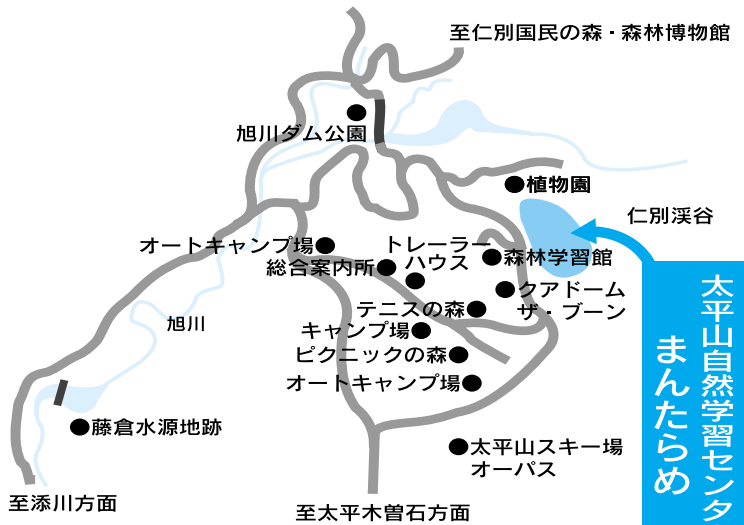 至仁別国民の森・森林博物館
旭川ダム公園
植物園
仁別渓谷
オートキャンプ場
トレーラー
ハウス
総合案内所
森林学習館
クアドーム
ザ・ブーン
テニスの森
旭川
キャンプ場
ピクニックの森
オートキャンプ場
藤倉水源地跡
太平山スキー場
オーパス
至添川方面
至太平木曽石方面
太平山自然学習センタ
まんたらめ